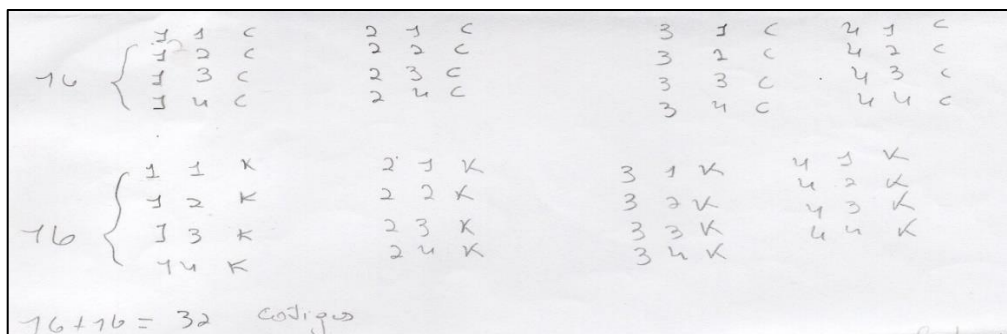 1 1 C 2 1 C 3 1 C 4 1 C
1 2 C 2 2 C 3 2 C 4 2 C
16 { 1 3 C 2 3 C 3 3 C 4 3 C
1 4 C 2 4 C 3 4 C 4 4 C
1 1 K 2 1 K 3 1 K 4 1 K
1 2 K 2 2 K 3 2 K 4 2 K
16 { 1 3 K 2 3 K 3 3 K 4 3 K
1 4 K 2 4 K 3 4 K 4 4 K
16 + 16 = 32 codigos